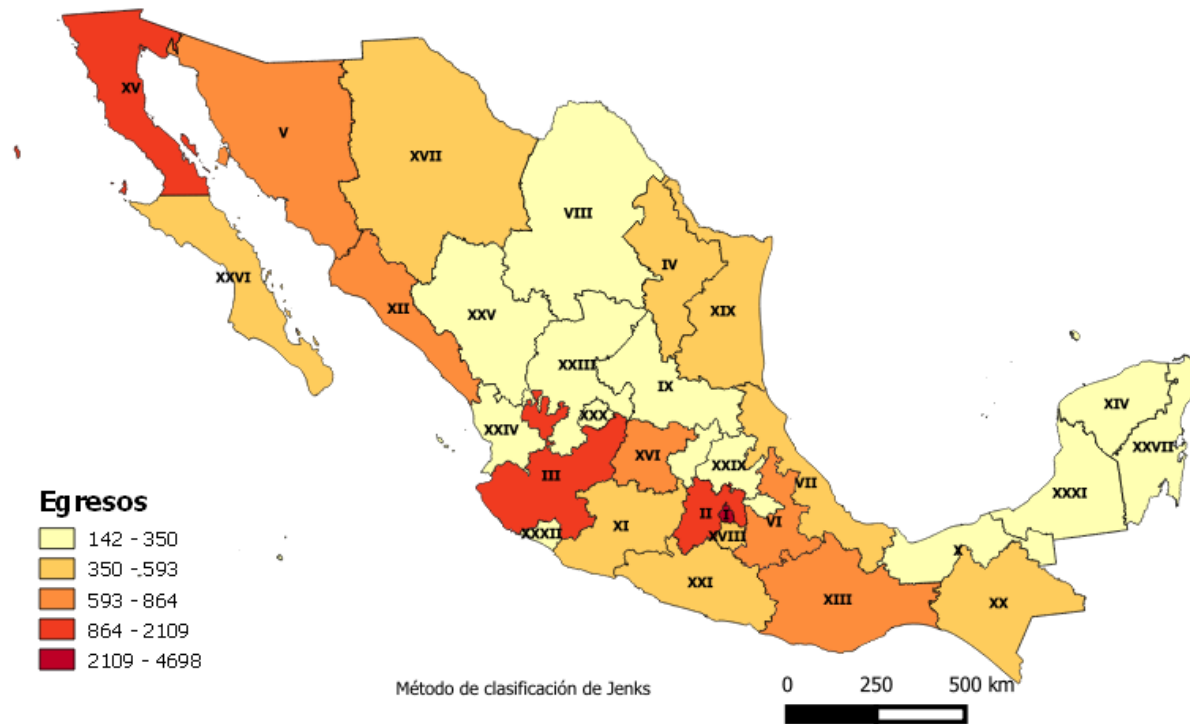 XV
V
XVII
VIII
IV
XXVI
XII
XIX
XXV
XXIII
IX
XXIV
XXX
XVI
XXIX
III
VII
II
I
VI
XI
XVIII
XXXII
XXI
XIII
X
XX
XIV
XXVII
XXXI
Egresos
142 - 350
350 - 593
593 - 864
864 - 2109
2109 - 4698
Método de clasificación de Jenks
0 250 500 km